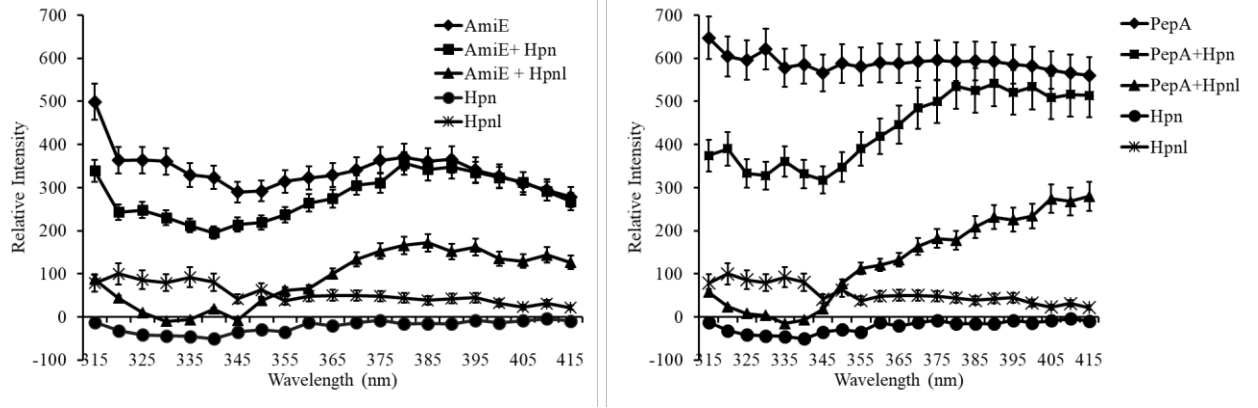 700
600
500
400
300
200
100
0
-100
Relative Intensity
315 325 335 345 355 365 375 385 395 405 415
Wavelength (nm)
AmiE
AmiE+ Hpn
AmiE + Hpnl
Hpn
Hpnl
700
600
500
400
300
200
100
0
-100
Relative Intensity
315 325 335 345 355 365 375 385 395 405 415
Wavelength (nm)
PepA
PepA+Hpn
PepA+Hpnl
Hpn
Hpnl